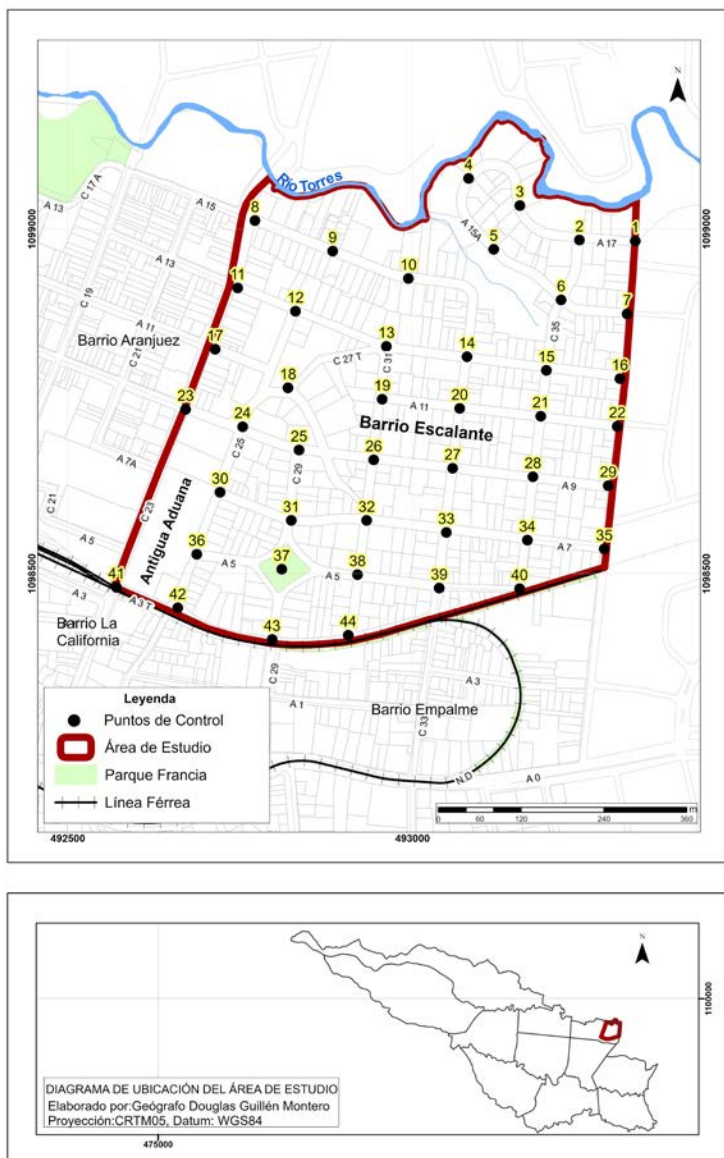 N
4
Río Torres
C 17 A
3
A 13
A 15
8
A 15A
5
2
A 17
1
1099000
1099000
9
A 13
10
11
6
7
C 19
12
C 35
A 11
13
Barrio Aranjuez
17
14
C 21
C 27 T
C 31
15
16
18
19
20
A 11
21
22
23
24
Barrio Escalante
C 25
25
26
27
A 7A
C 29
28
A 9
29
30
C 21
C 23
Antigua Aduana
31
32
33
34
A 7
35
A 5
36
A 5
37
A 5
38
39
40
1098500
1098500
41
A 3
A 3 T
42
43
44
Barrio La
California
C 29
A 3
A 1
Barrio Empalme
C 33
N.D
A 0
Leyenda
Puntos de Control
Área de Estudio
Parque Francia
Línea Férrea
0 60 120 240 360
m
492500
493000
N
1100000
DIAGRAMA DE UBICACIÓN DEL ÁREA DE ESTUDIO
Elaborado por:Geógrafo Douglas Guillén Montero
Proyección:CRTM05, Datum: WGS84
475000